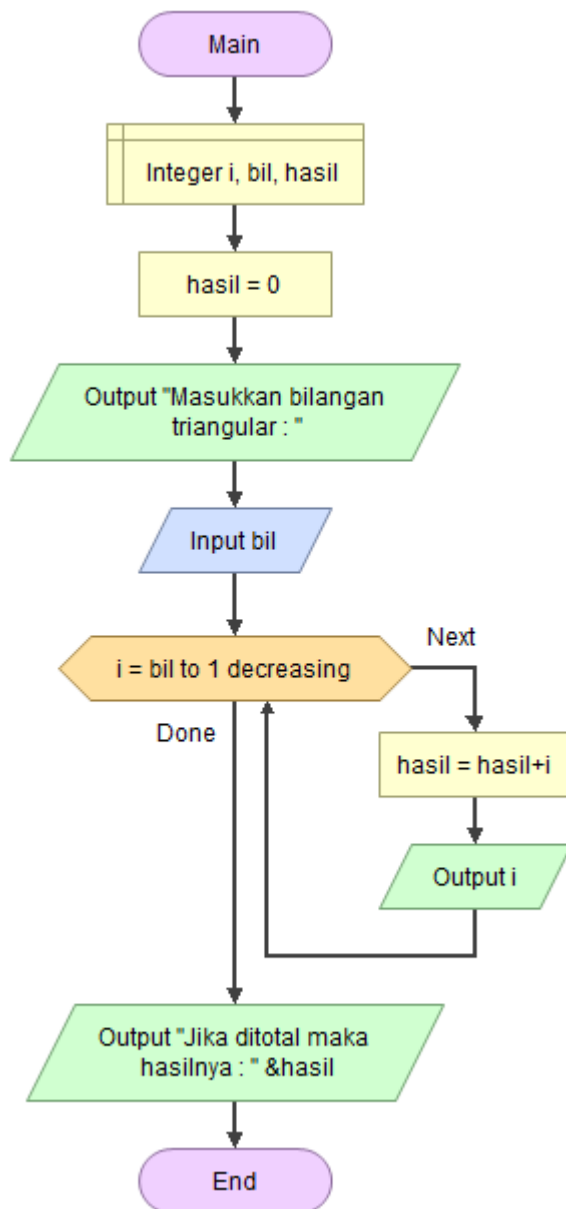 Main
Integer i, bil, hasil
hasil = 0
Output "Masukkan bilangan
triangular : "
Input bil
i = bil to 1 decreasing
Next
Done
hasil = hasil+i
Output i
Output "Jika ditotal maka
hasilnya : " &hasil
End